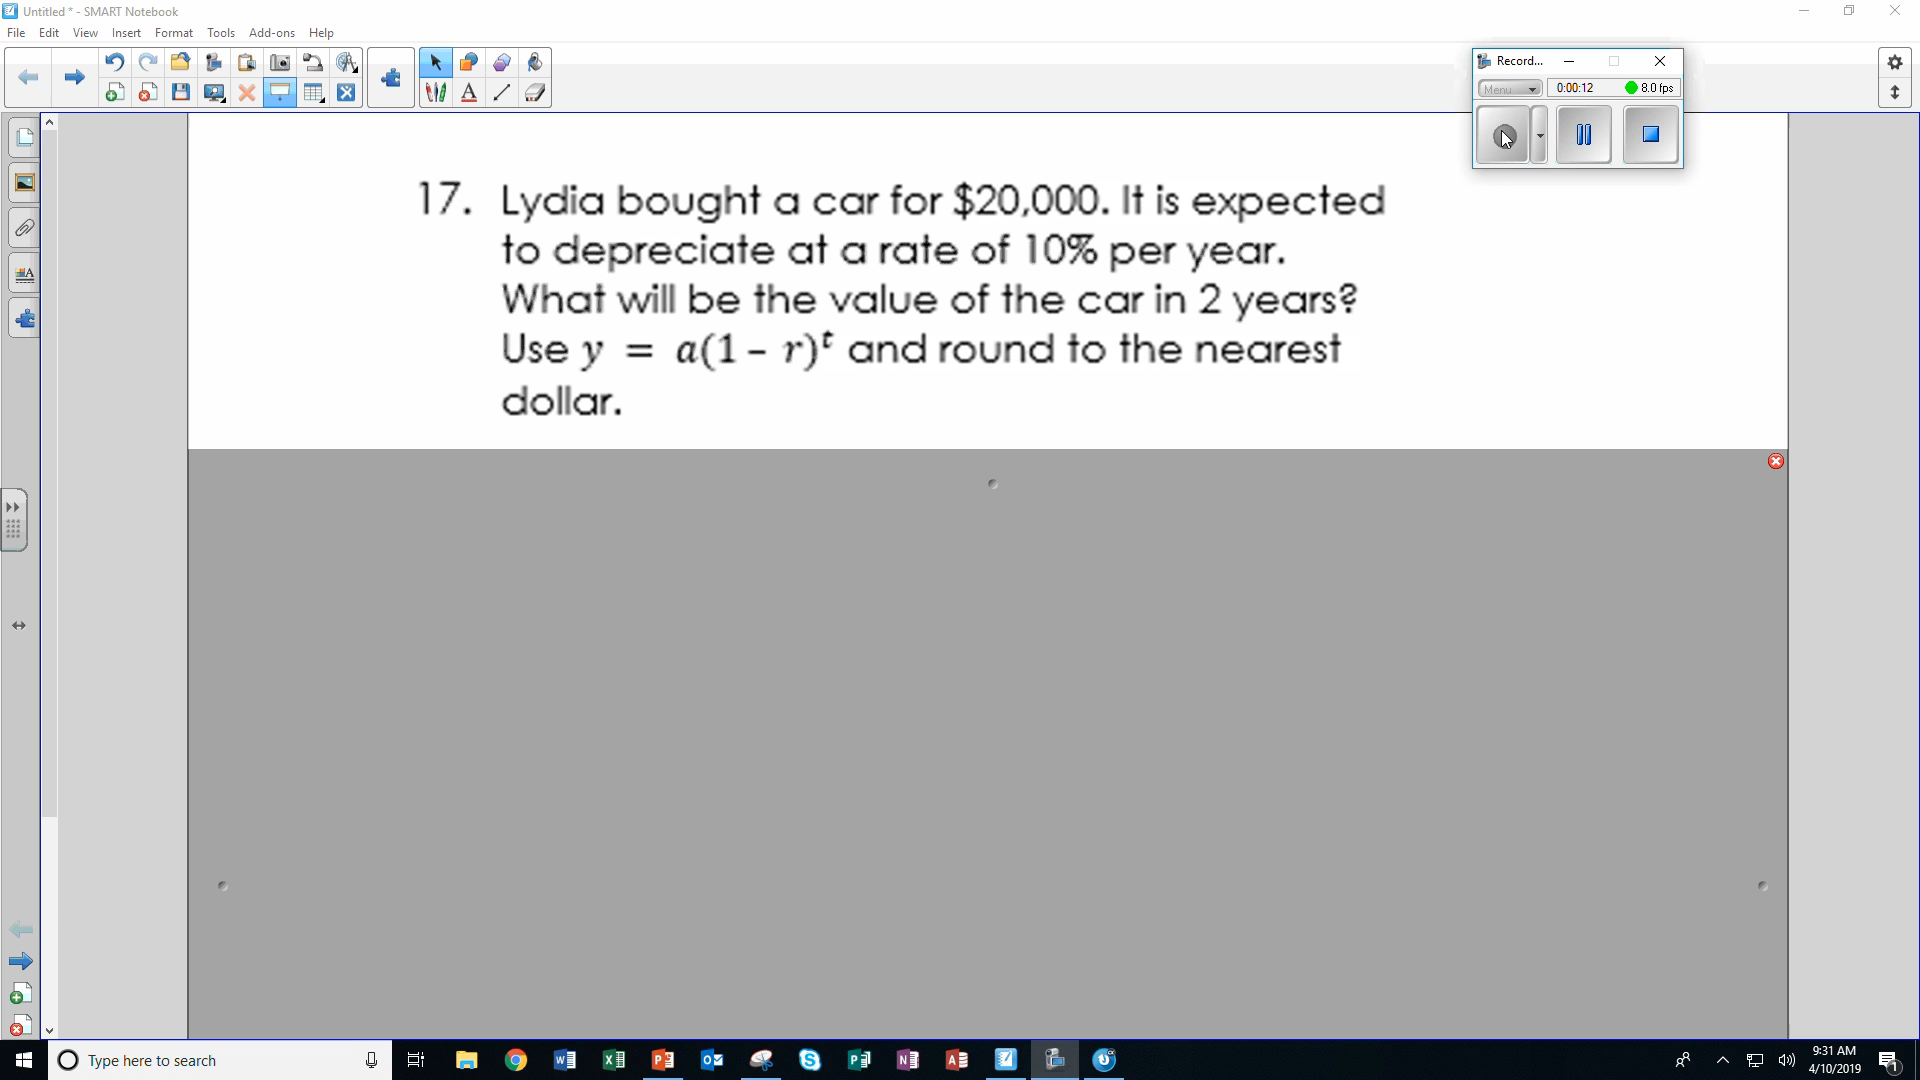 Untitled * - SMART Notebook
File Edit View Insert Format Tools Add-ons Help
Record...
Menu 0:00:12 8.0 fps
17. Lydia bought a car for $20,000. It is expected
to depreciate at a rate of 10% per year.
What will be the value of the car in 2 years?
Use y = a(1 – r)ᵗ and round to the nearest
dollar.
Type here to search
9:31 AM
4/10/2019
1